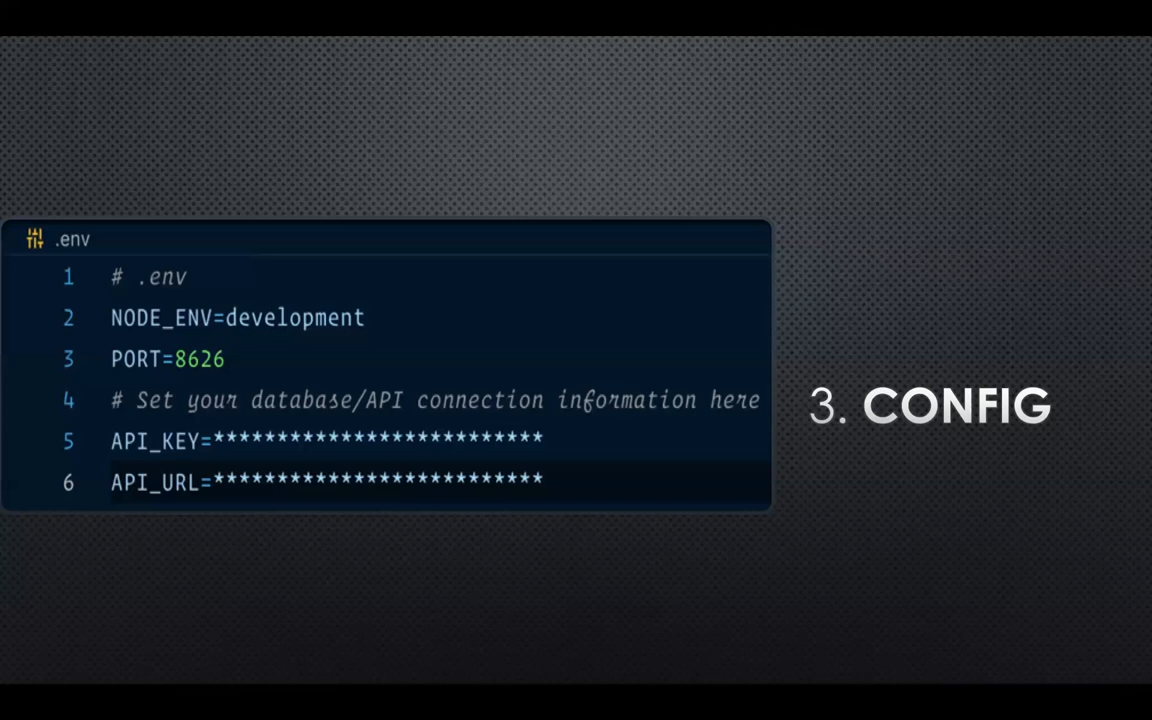 .env
1 # .env
2 NODE_ENV=development
3 PORT=8626
4 # Set your database/API connection information here
5 API_KEY=**************************
6 API_URL=**************************
3. CONFIG